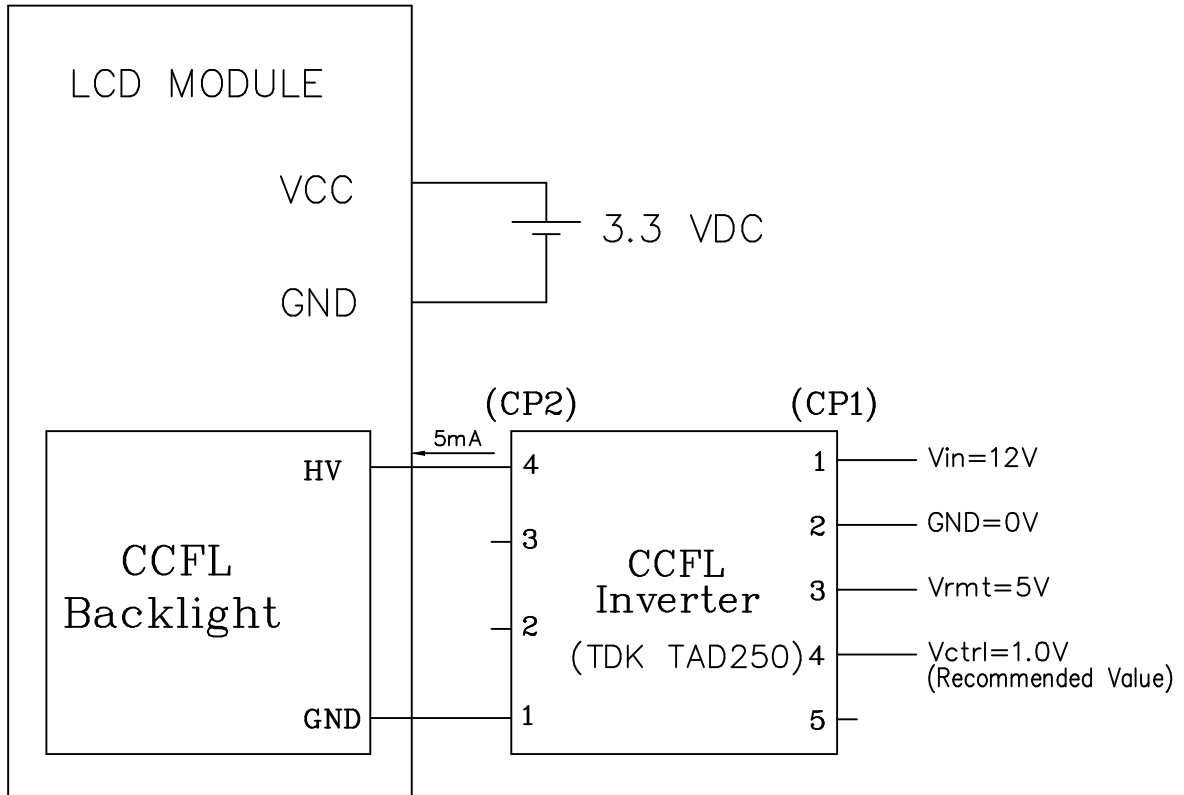 LCD MODULE
VCC
3.3 VDC
GND
(CP2)
(CP1)
5mA
HV
4
1
Vin=12V
3
2
GND=0V
CCFL
Backlight
CCFL
Inverter
(TDK TAD250)
3
Vrmt=5V
2
4
Vctrl=1.0V
(Recommended Value)
GND
1
5